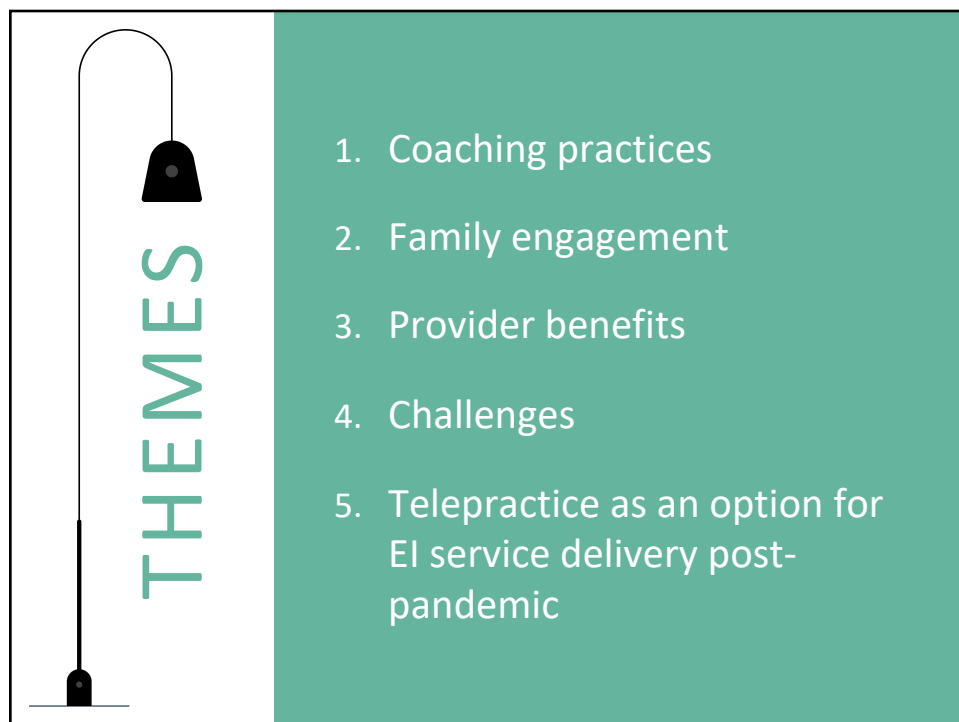 THEMES
1. Coaching practices
2. Family engagement
3. Provider benefits
4. Challenges
5. Telepractice as an option for
EI service delivery post-
pandemic